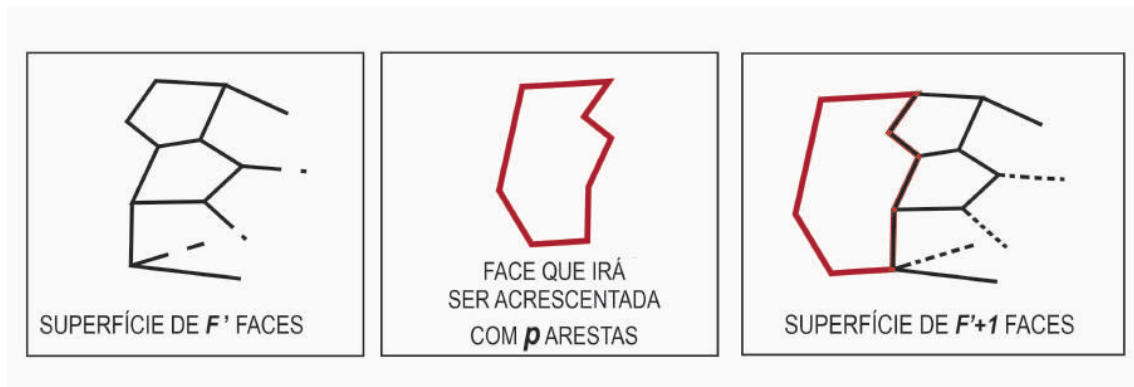 SUPERFÍCIE DE F' FACES
FACE QUE IRÁ
SER ACRESCENTADA
COM p ARESTAS
SUPERFÍCIE DE F'+1 FACES